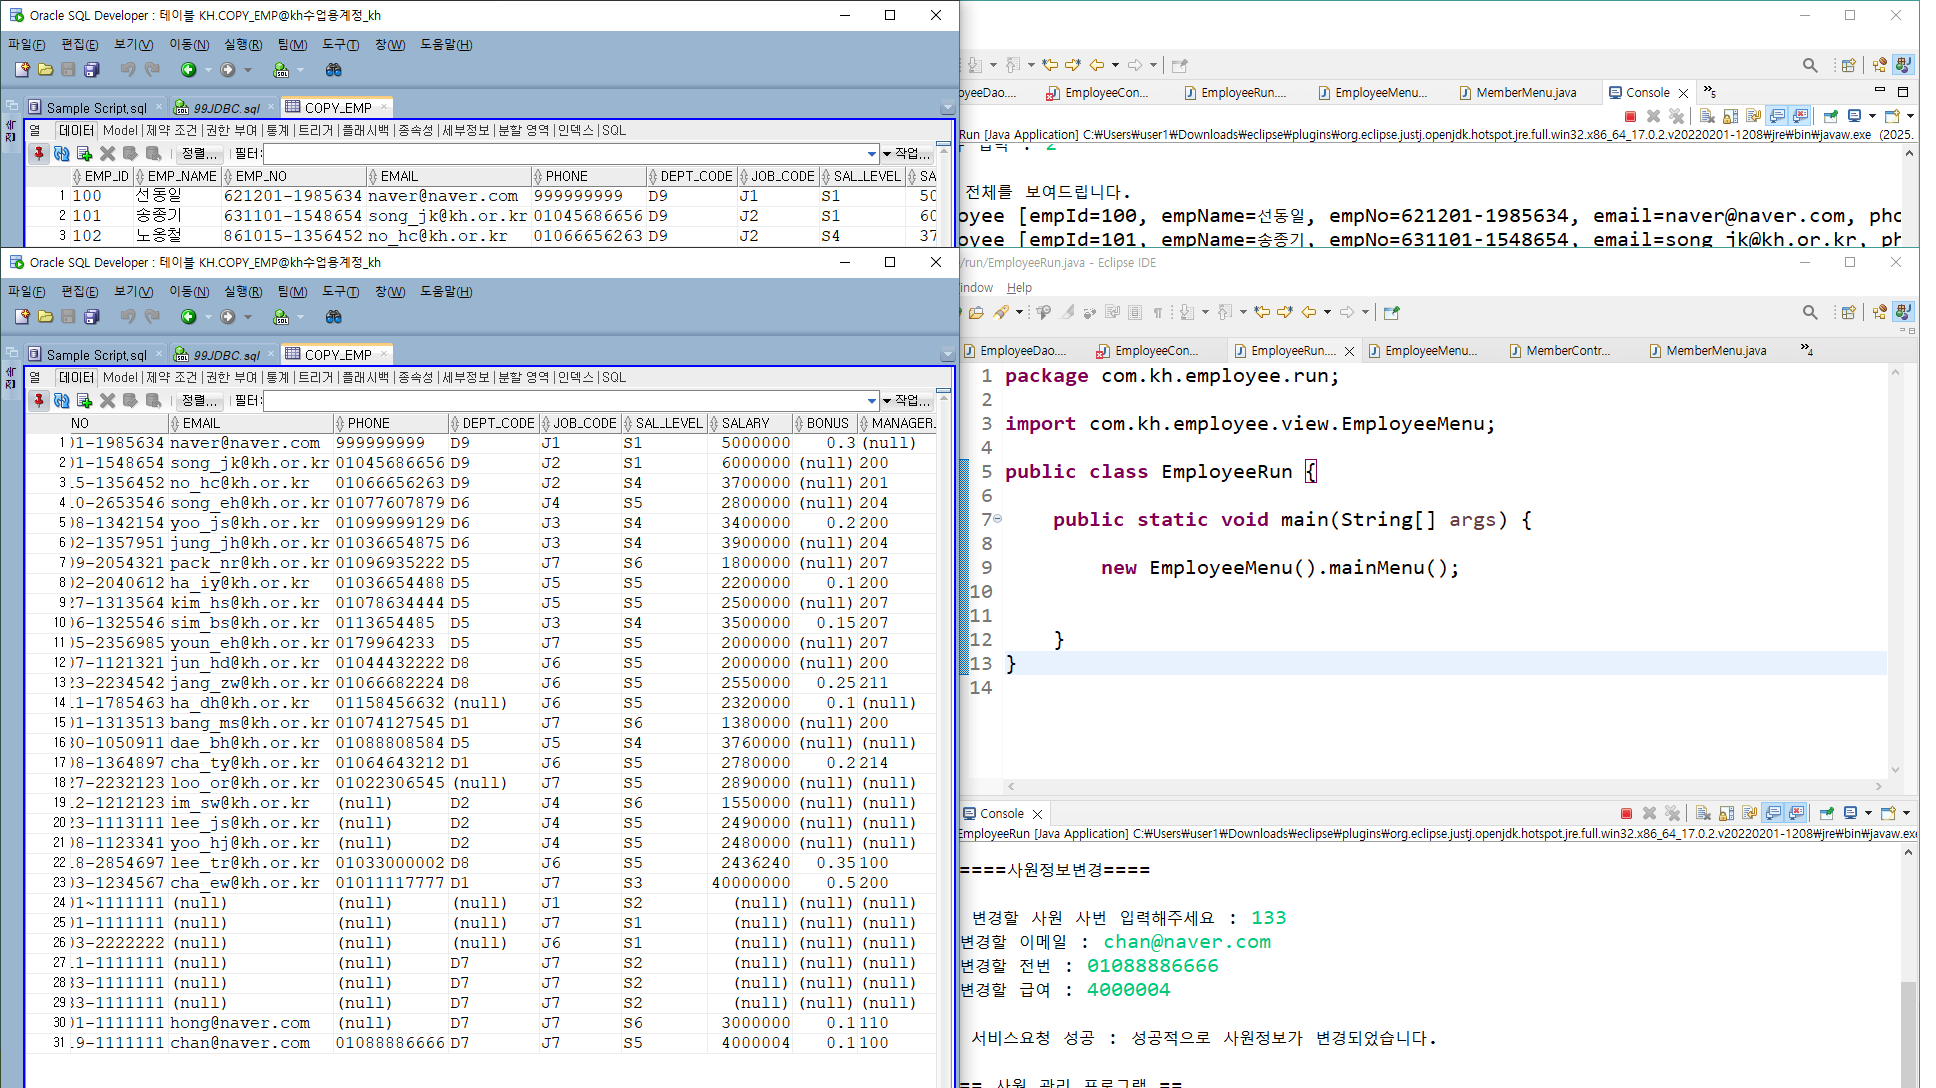 Oracle SQL Developer : 테이블 KH.COPY_EMP@kh수업용계정_kh
파일(F) 편집(E) 보기(V) 이동(N) 실행(R) 팀(M) 도구(T) 창(W) 도움말(H)
Sample Script.sql 99JDBC.sql COPY_EMP
열 데이터 Model 제약 조건 권한 부여 통계 트리거 플래시백 종속성 세부정보 분할 영역 인덱스 SQL
정렬... 필터: 작업...
EMP_ID EMP_NAME EMP_NO EMAIL PHONE DEPT_CODE JOB_CODE SAL_LEVEL SA
1 100 선동일 621201-1985634 naver@naver.com 999999999 D9 J1 S1 50
2 101 송종기 631101-1548654 song_jk@kh.or.kr 01045686656 D9 J2 S1 60
3 102 노옹철 861015-1356452 no_hc@kh.or.kr 01066656263 D9 J2 S4 37
yeeDao.... EmployeeCon... EmployeeRun.... EmployeeMenu... MemberMenu.java Console 5
Run [Java Application] C:₩Users₩user1₩Downloads₩eclipse₩plugins₩org.eclipse.justj.openjdk.hotspot.jre.full.win32.x86_64_17.0.2.v20220201-1208₩jre₩bin₩javaw.exe (2025.
입력 : 2
전체를 보여드립니다.
oyee [empId=100, empName=선동일, empNo=621201-1985634, email=naver@naver.com, pho
oyee [empId=101, empName=송종기, empNo=631101-1548654, email=song_jk@kh.or.kr, ph
Oracle SQL Developer : 테이블 KH.COPY_EMP@kh수업용계정_kh
파일(F) 편집(E) 보기(V) 이동(N) 실행(R) 팀(M) 도구(T) 창(W) 도움말(H)
Sample Script.sql 99JDBC.sql COPY_EMP
열 데이터 Model 제약 조건 권한 부여 통계 트리거 플래시백 종속성 세부정보 분할 영역 인덱스 SQL
정렬... 필터: 작업...
NO EMAIL PHONE DEPT_CODE JOB_CODE SAL_LEVEL SALARY BONUS MANAGER_
1 01-1985634 naver@naver.com 999999999 D9 J1 S1 5000000 0.3 (null)
2 01-1548654 song_jk@kh.or.kr 01045686656 D9 J2 S1 6000000 (null) 200
3 15-1356452 no_hc@kh.or.kr 01066656263 D9 J2 S4 3700000 (null) 201
4 10-2653546 song_eh@kh.or.kr 01077607879 D6 J4 S5 2800000 (null) 204
5 08-1342154 yoo_js@kh.or.kr 01099999129 D6 J3 S4 3400000 0.2 200
6 02-1357951 jung_jh@kh.or.kr 01036654875 D6 J3 S4 3900000 (null) 204
7 09-2054321 pack_nr@kh.or.kr 01096935222 D5 J7 S6 1800000 (null) 207
8 02-2040612 ha_iy@kh.or.kr 01036654488 D5 J5 S5 2200000 0.1 200
9 27-1313564 kim_hs@kh.or.kr 01078634444 D5 J5 S5 2500000 (null) 207
10 06-1325546 sim_bs@kh.or.kr 0113654485 D5 J3 S4 3500000 0.15 207
11 05-2356985 youn_eh@kh.or.kr 0179964233 D5 J7 S5 2000000 (null) 207
12 07-1121321 jun_hd@kh.or.kr 01044432222 D8 J6 S5 2000000 (null) 200
13 23-2234542 jang_zw@kh.or.kr 01066682224 D8 J6 S5 2550000 0.25 211
14 11-1785463 ha_dh@kh.or.kr 01158456632 (null) J6 S5 2320000 0.1 (null)
15 01-1313513 bang_ms@kh.or.kr 01074127545 D1 J7 S6 1380000 (null) 200
16 30-1050911 dae_bh@kh.or.kr 01088808584 D5 J5 S4 3760000 (null) (null)
17 08-1364897 cha_ty@kh.or.kr 01064643212 D1 J6 S5 2780000 0.2 214
18 27-2232123 loo_or@kh.or.kr 01022306545 (null) J7 S5 2890000 (null) (null)
19 12-1212123 im_sw@kh.or.kr (null) D2 J4 S6 1550000 (null) (null)
20 23-1113111 lee_js@kh.or.kr (null) D2 J4 S5 2490000 (null) (null)
21 08-1123341 yoo_hj@kh.or.kr (null) D2 J4 S5 2480000 (null) (null)
22 18-2854697 lee_tr@kh.or.kr 01033000002 D8 J6 S5 2436240 0.35 100
23 03-1234567 cha_ew@kh.or.kr 01011117777 D1 J7 S3 40000000 0.5 200
24 01~1111111 (null) (null) (null) J1 S2 (null) (null) (null)
25 01-1111111 (null) (null) (null) J7 S1 (null) (null) (null)
26 03-2222222 (null) (null) (null) J6 S1 (null) (null) (null)
27 11-1111111 (null) (null) D7 J7 S2 (null) (null) (null)
28 33-1111111 (null) (null) D7 J7 S2 (null) (null) (null)
29 33-1111111 (null) (null) D7 J7 S2 (null) (null) (null)
30 01-1111111 hong@naver.com (null) D7 J7 S6 3000000 0.1 110
31 19-1111111 chan@naver.com 01088886666 D7 J7 S5 4000004 0.1 100
/run/EmployeeRun.java - Eclipse IDE
indow Help
EmployeeDao.... EmployeeCon... EmployeeRun.... EmployeeMenu... MemberContr... MemberMenu.java 4
1 package com.kh.employee.run;
2
3 import com.kh.employee.view.EmployeeMenu;
4
5 public class EmployeeRun {
6
7 public static void main(String[] args) {
8
9 new EmployeeMenu().mainMenu();
10
11
12 }
13 }
14
Console
EmployeeRun [Java Application] C:₩Users₩user1₩Downloads₩eclipse₩plugins₩org.eclipse.justj.openjdk.hotspot.jre.full.win32.x86_64_17.0.2.v20220201-1208₩jre₩bin₩javaw.exe
====사원정보변경====
변경할 사원 사번 입력해주세요 : 133
변경할 이메일 : chan@naver.com
변경할 전번 : 01088886666
변경할 급여 : 4000004
서비스요청 성공 : 성공적으로 사원정보가 변경되었습니다.
== 사원 관리 프로그램 ==